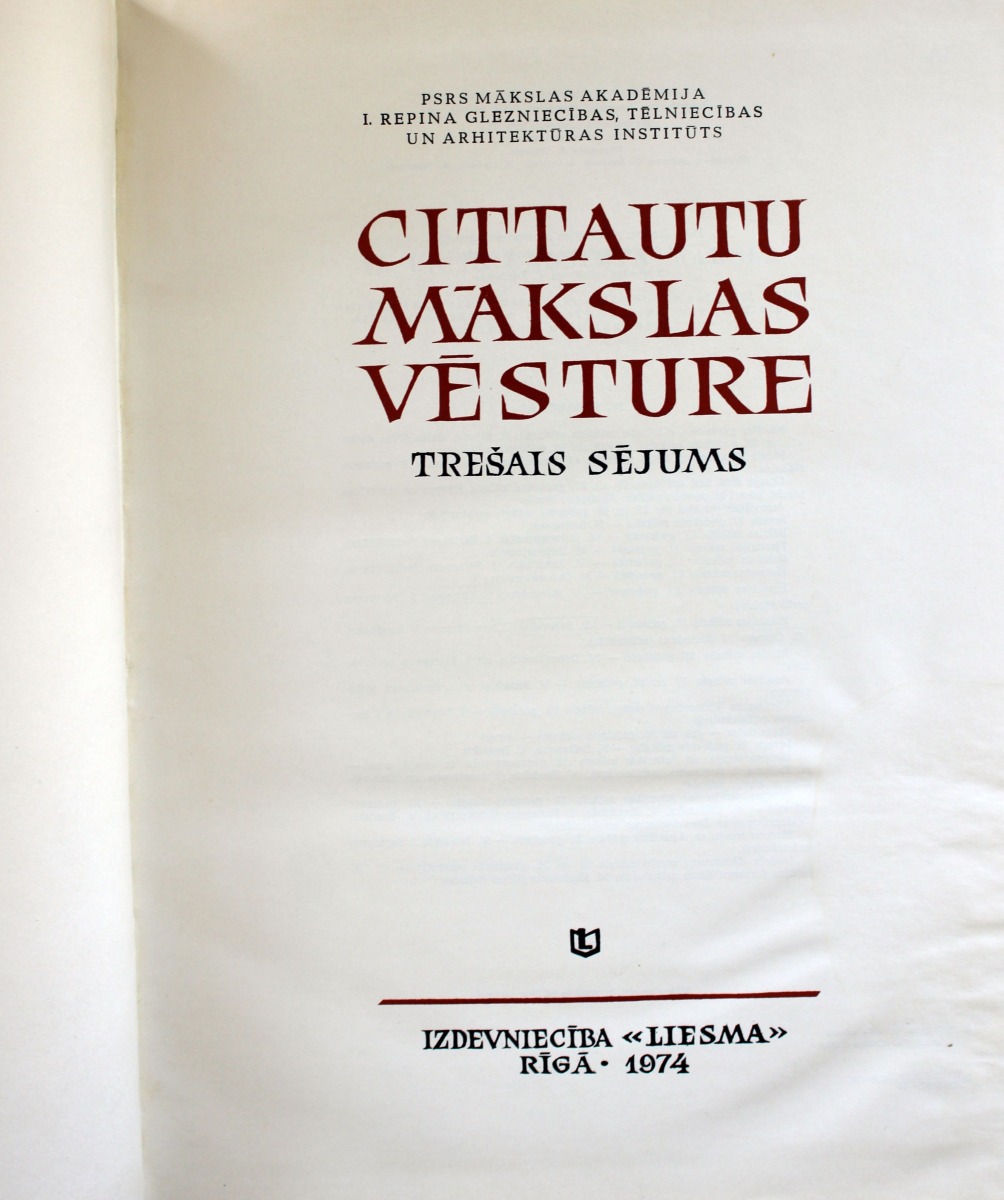 PSRS MĀKSLAS AKADĒMIJA
I. REPINA GLEZNIECĪBAS, TĒLNIECĪBAS
UN ARHITEKTŪRAS INSTITŪTS
CITTAUTU
MĀKSLAS
VĒSTURE
TREŠAIS SĒJUMS
L
IZDEVNIECĪBA «LIESMA»
RĪGĀ • 1974